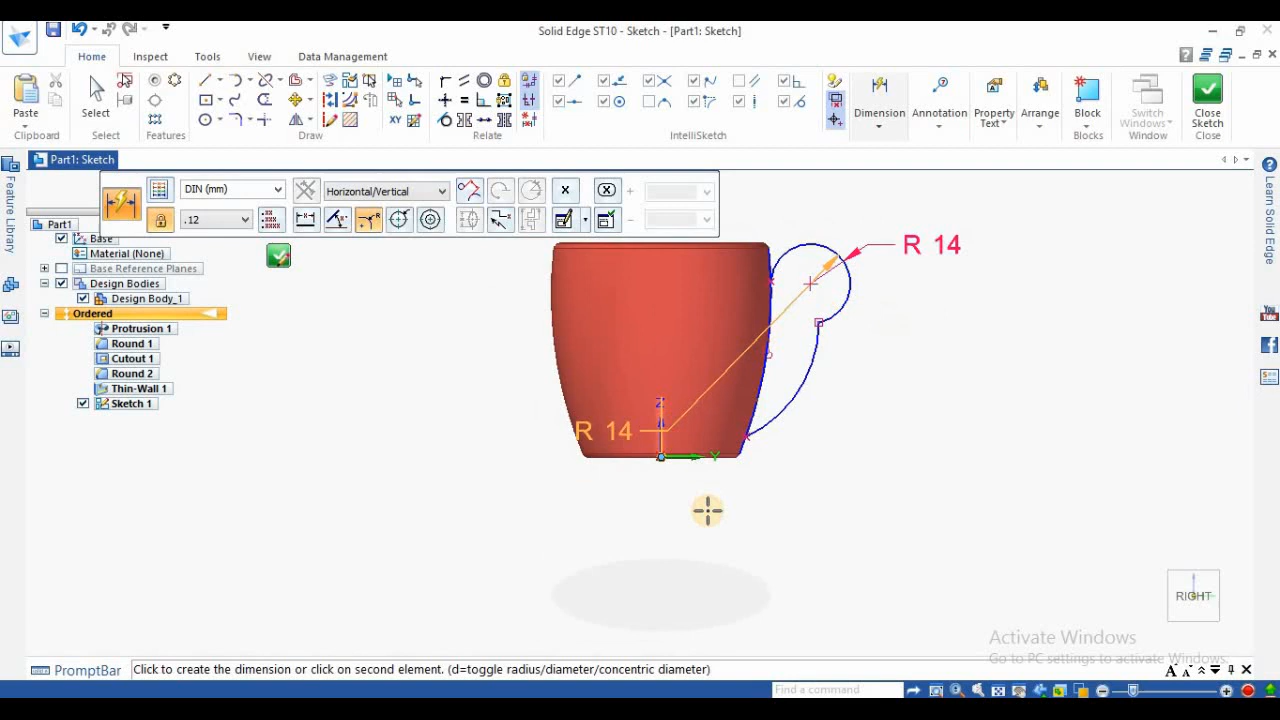 Solid Edge ST10 - Sketch - [Part1: Sketch]
Home Inspect Tools View Data Management
Paste
Select
Dimension
Annotation
Property Text
Arrange
Block
Switch Windows
Close Sketch
Clipboard Select Features Draw Relate IntelliSketch Blocks Window Close
Part1: Sketch
Feature Library
DIN (mm)
Horizontal/Vertical
.12
Part1
Base
Material (None)
Base Reference Planes
Design Bodies
Design Body_1
Ordered
Protrusion 1
Round 1
Cutout 1
Round 2
Thin-Wall 1
Sketch 1
R 14
R 14
Z
Y
RIGHT
Learn Solid Edge
You Tube
Activate Windows
Go to PC settings to activate Windows.
PromptBar
Click to create the dimension or click on second element. (d=toggle radius/diameter/concentric diameter)
Find a command